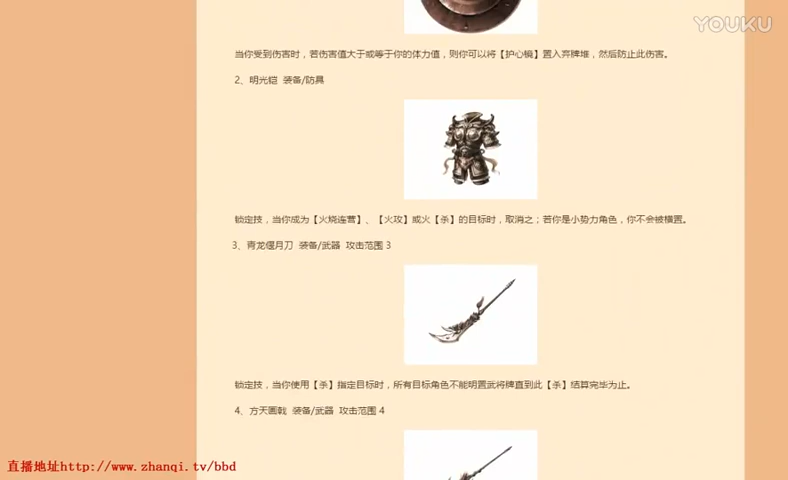 YOUKU
当你受到伤害时，若伤害值大于或等于你的体力值，则你可以将【护心镜】置入弃牌堆，然后防止此伤害。
2、明光铠 装备/防具
锁定技，当你成为【火烧连营】、【火攻】或火【杀】的目标时，取消之；若你是小势力角色，你不会被横置。
3、青龙偃月刀 装备/武器 攻击范围 3
锁定技，当你使用【杀】指定目标时，所有目标角色不能明置武将牌直到此【杀】结算完毕为止。
4、方天画戟 装备/武器 攻击范围 4
直播地址http://www.zhanqi.tv/bbd